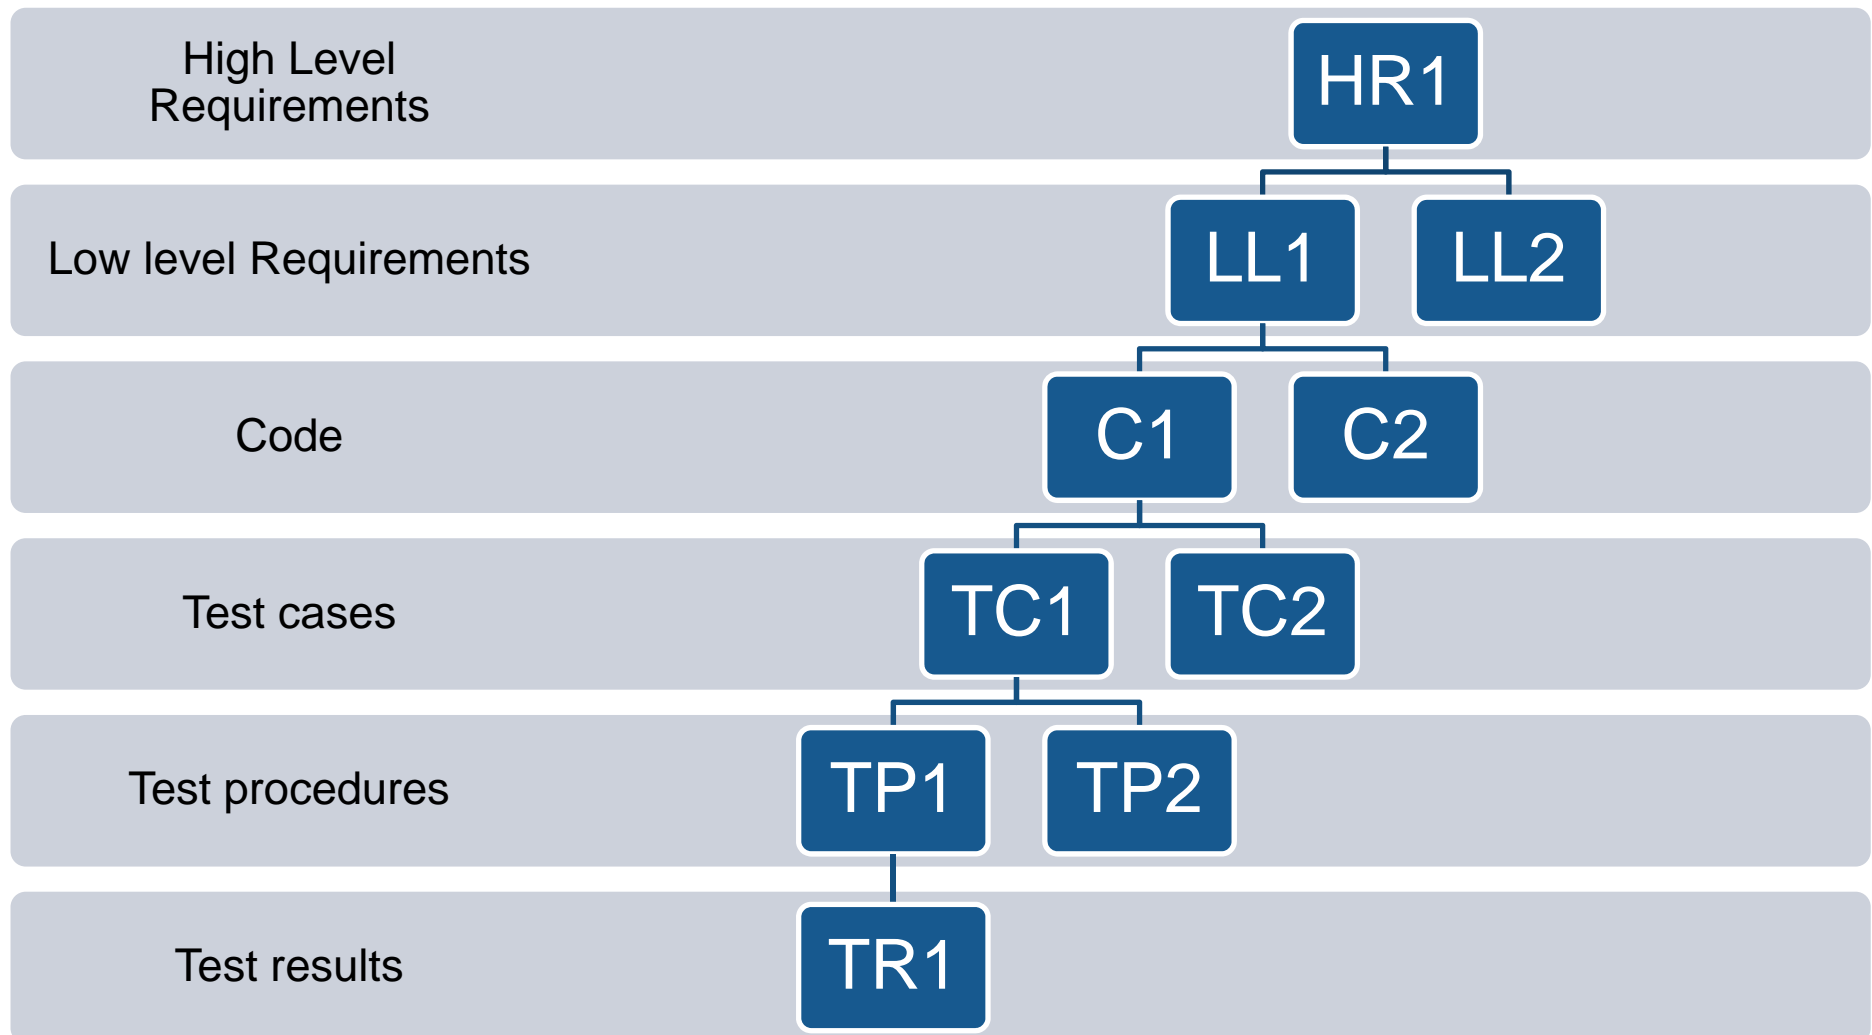 High Level
Requirements
HR1
Low level Requirements
LL1
LL2
Code
C1
C2
Test cases
TC1
TC2
Test procedures
TP1
TP2
Test results
TR1